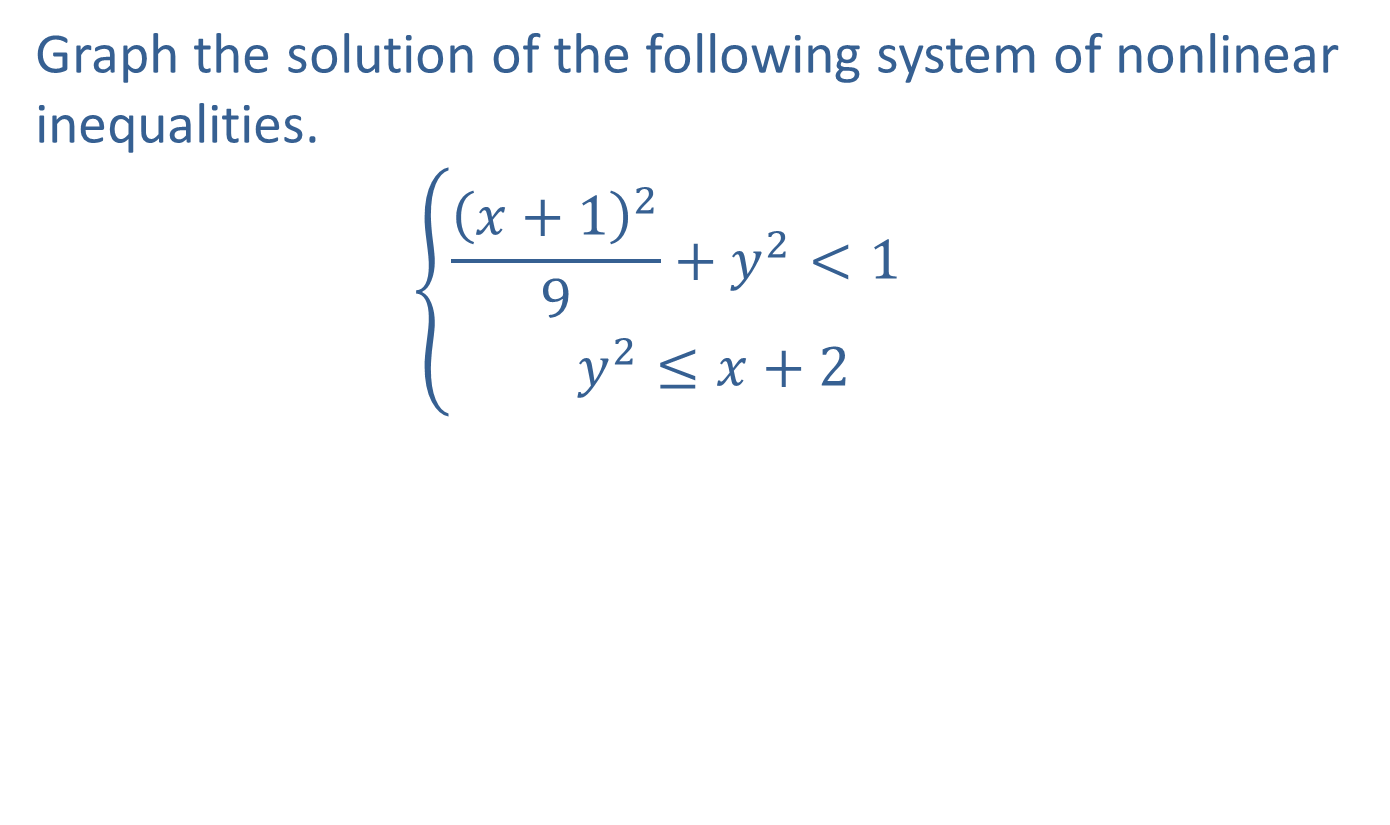 Graph the solution of the following system of nonlinear
inequalities.
(x + 1)²
9
+ y² < 1
y² ≤ x + 2